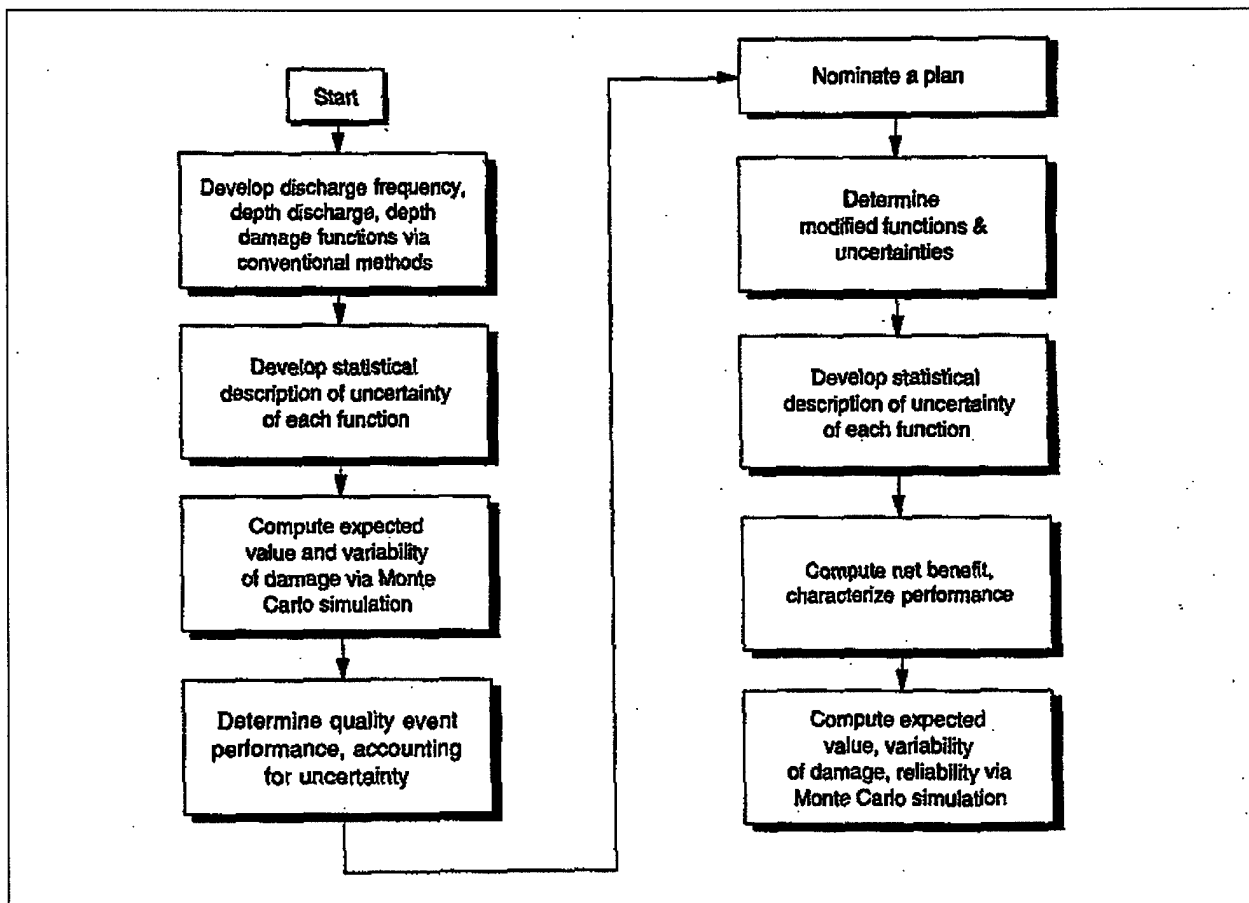 Start
Develop discharge frequency,
depth discharge, depth
damage functions via
conventional methods
Develop statistical
description of uncertainty
of each function
Compute expected
value and variability
of damage via Monte
Carlo simulation
Determine quality event
performance, accounting
for uncertainty
Nominate a plan
Determine
modified functions &
uncertainties
Develop statistical
description of uncertainty
of each function
Compute net benefit,
characterize performance
Compute expected
value, variability
of damage, reliability via
Monte Carlo simulation